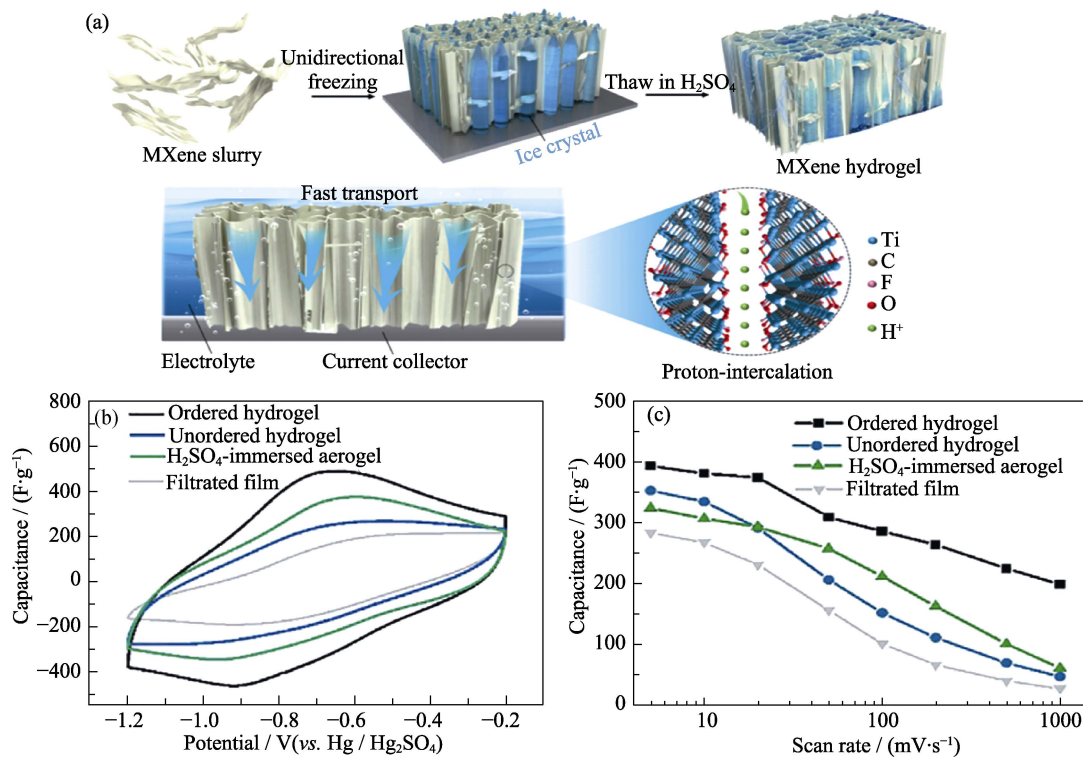 (a)
Unidirectional
freezing
Thaw in H₂SO₄
MXene slurry
Ice crystal
MXene hydrogel
Fast transport
Ti
C
F
O
H⁺
Electrolyte
Current collector
Proton-intercalation
(b)
Ordered hydrogel
Unordered hydrogel
H₂SO₄-immersed aerogel
Filtrated film
Capacitance / (F·g⁻¹)
800
600
400
200
0
−200
−400
−1.2
−1.0
−0.8
−0.6
−0.4
−0.2
Potential / V(vs. Hg / Hg₂SO₄)
(c)
Ordered hydrogel
Unordered hydrogel
H₂SO₄-immersed aerogel
Filtrated film
Capacitance / (F·g⁻¹)
500
400
300
200
100
0
10
100
1000
Scan rate / (mV·s⁻¹)